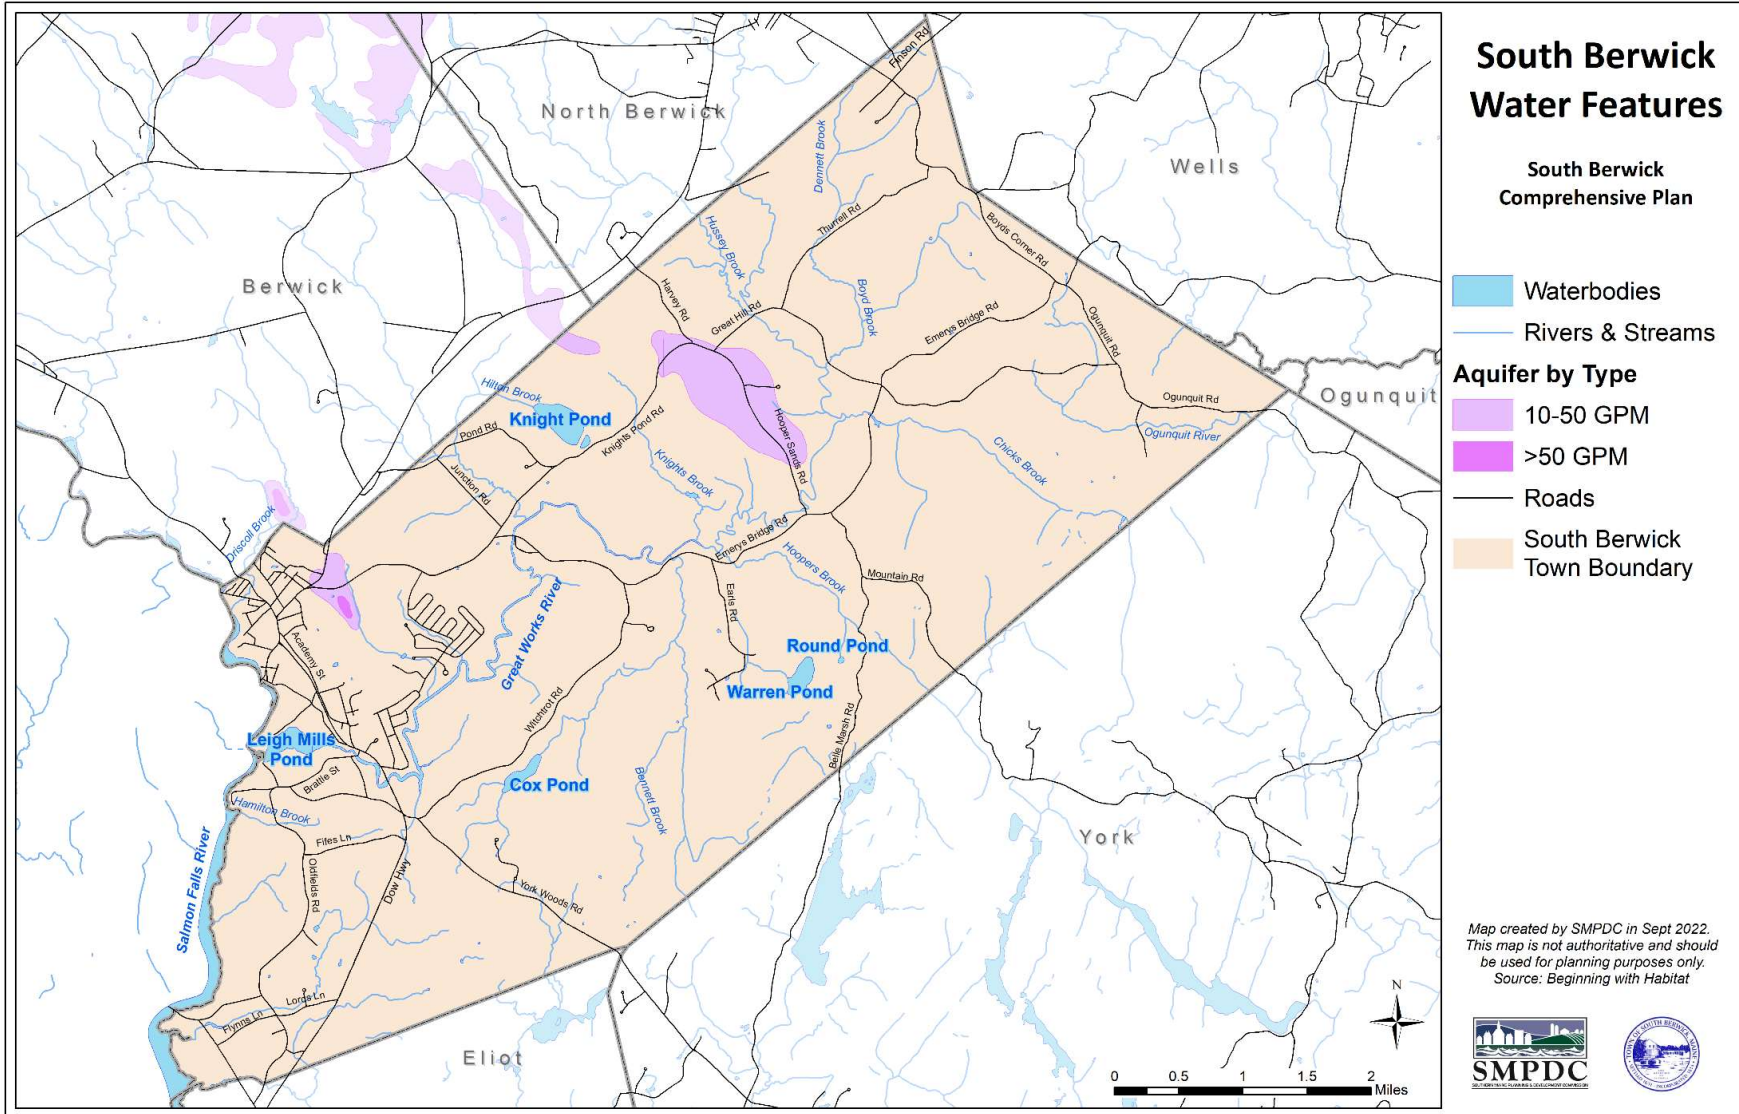 South Berwick
Water Features
South Berwick
Comprehensive Plan
Waterbodies
Rivers & Streams
Aquifer by Type
10-50 GPM
>50 GPM
Roads
South Berwick
Town Boundary
Map created by SMPDC in Sept 2022.
This map is not authoritative and should
be used for planning purposes only.
Source: Beginning with Habitat
SMPDC
North Berwick
Wells
Berwick
Ogunquit
York
Eliot
Finson Rd
Dennett Brook
Thurrell Rd
Boyds Corner Rd
Hussey Brook
Harvey Rd
Great Hill Rd
Boyd Brook
Emerys Bridge Rd
Ogunquit Rd
Ogunquit Rd
Ogunquit River
Hilton Brook
Knight Pond
Pond Rd
Knights Pond Rd
Hooper Sands Rd
Chicks Brook
Junction Rd
Knights Brook
Driscoll Brook
Emerys Bridge Rd
Hoopers Brook
Mountain Rd
Earls Rd
Great Works River
Academy St
Round Pond
Warren Pond
Witchtrot Rd
Belle Marsh Rd
Leigh Mills
Pond
Brattle St
Cox Pond
Bennett Brook
Hamilton Brook
Fifes Ln
Oldfields Rd
Dow Hwy
York Woods Rd
Salmon Falls River
Lords Ln
Flynns Ln
N
0 0.5 1 1.5 2
Miles